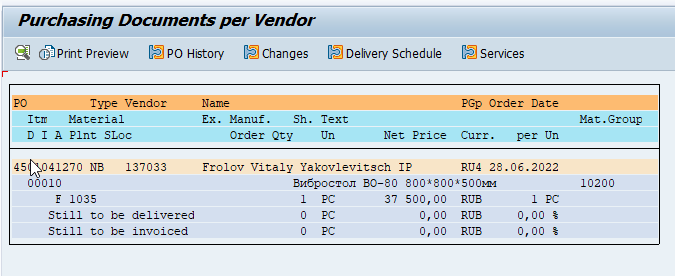 Purchasing Documents per Vendor
Print Preview PO History Changes Delivery Schedule Services
PO Type Vendor Name PGp Order Date
Itm Material Ex. Manuf. Sh. Text Mat.Group
D I A Plnt SLoc Order Qty Un Net Price Curr. per Un
NB 137033 Frolov Vitaly Yakovlevitsch IP RU4 28.06.2022
00010 Вибростол ВО-80 800*800*500мм 10200
F 1035 1 PC 37 500,00 RUB 1 PC
Still to be delivered 0 PC 0,00 RUB 0,00 %
Still to be invoiced 0 PC 0,00 RUB 0,00 %